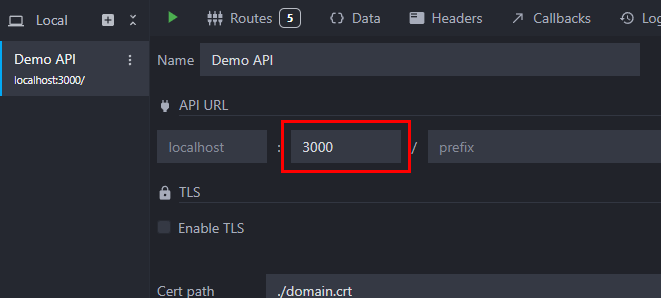 Local
Routes 5 Data Headers Callbacks
Demo API
localhost:3000/
Name Demo API
API URL
localhost : 3000 / prefix
TLS
Enable TLS
Cert path ./domain.crt